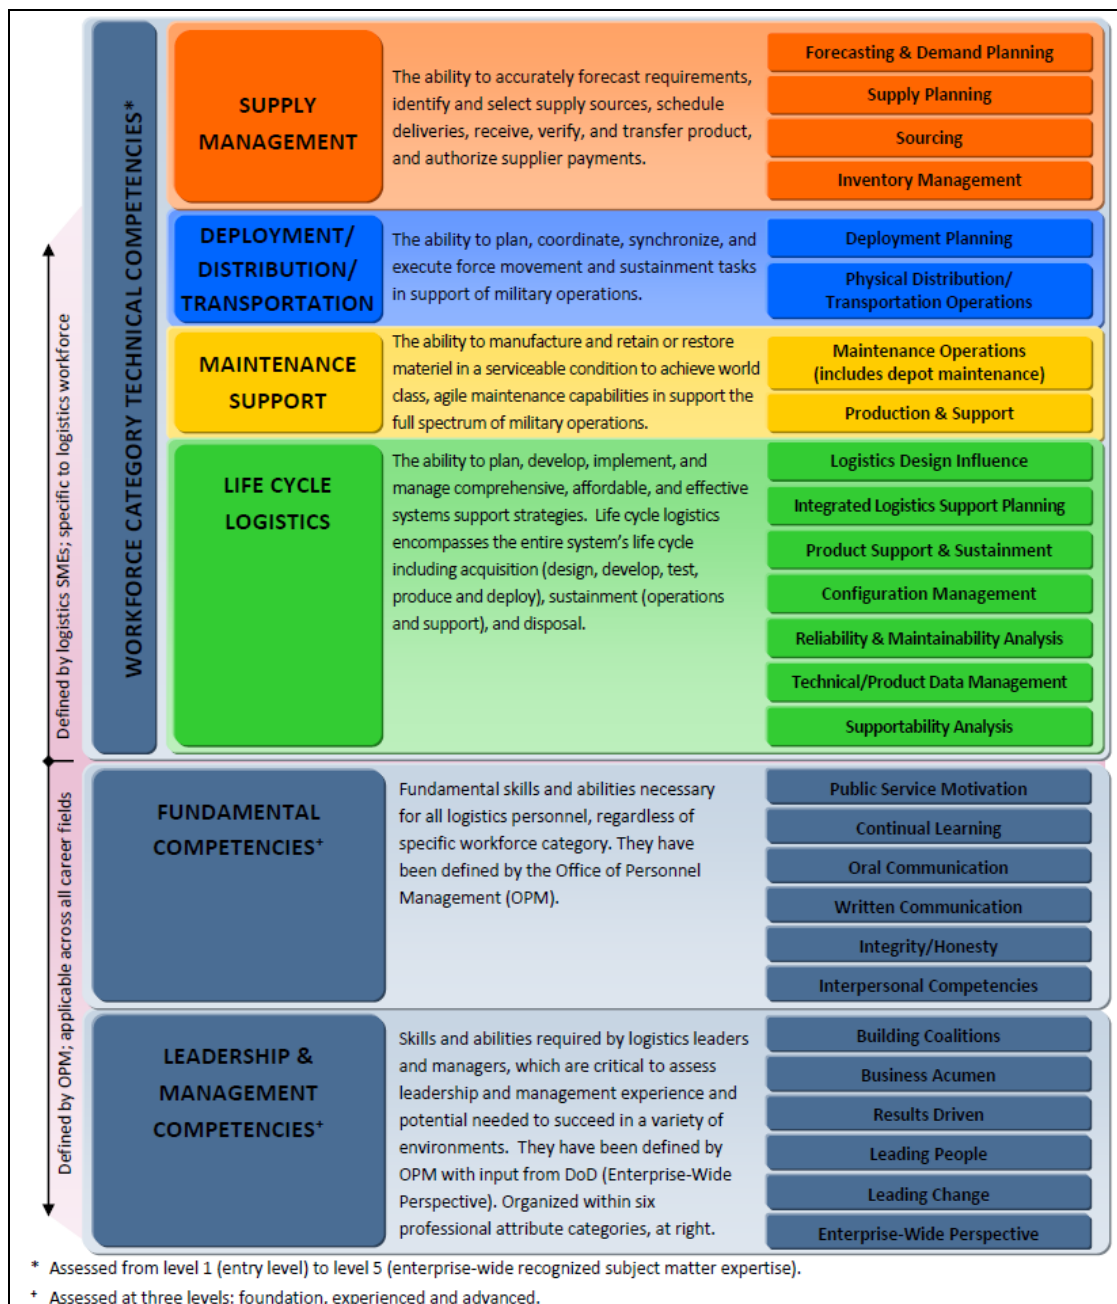 WORKFORCE CATEGORY TECHNICAL COMPETENCIES*
Defined by logistics SMEs; specific to logistics workforce
SUPPLY
MANAGEMENT
The ability to accurately forecast requirements,
identify and select supply sources, schedule
deliveries, receive, verify, and transfer product,
and authorize supplier payments.
Forecasting & Demand Planning
Supply Planning
Sourcing
Inventory Management
DEPLOYMENT/
DISTRIBUTION/
TRANSPORTATION
The ability to plan, coordinate, synchronize, and
execute force movement and sustainment tasks
in support of military operations.
Deployment Planning
Physical Distribution/
Transportation Operations
MAINTENANCE
SUPPORT
The ability to manufacture and retain or restore
materiel in a serviceable condition to achieve world
class, agile maintenance capabilities in support the
full spectrum of military operations.
Maintenance Operations
(includes depot maintenance)
Production & Support
LIFE CYCLE
LOGISTICS
The ability to plan, develop, implement, and
manage comprehensive, affordable, and effective
systems support strategies. Life cycle logistics
encompasses the entire system's life cycle
including acquisition (design, develop, test,
produce and deploy), sustainment (operations
and support), and disposal.
Logistics Design Influence
Integrated Logistics Support Planning
Product Support & Sustainment
Configuration Management
Reliability & Maintainability Analysis
Technical/Product Data Management
Supportability Analysis
Defined by OPM; applicable across all career fields
FUNDAMENTAL
COMPETENCIES+
Fundamental skills and abilities necessary
for all logistics personnel, regardless of
specific workforce category. They have
been defined by the Office of Personnel
Management (OPM).
Public Service Motivation
Continual Learning
Oral Communication
Written Communication
Integrity/Honesty
Interpersonal Competencies
LEADERSHIP &
MANAGEMENT
COMPETENCIES+
Skills and abilities required by logistics leaders
and managers, which are critical to assess
leadership and management experience and
potential needed to succeed in a variety of
environments. They have been defined by
OPM with input from DoD (Enterprise-Wide
Perspective). Organized within six
professional attribute categories, at right.
Building Coalitions
Business Acumen
Results Driven
Leading People
Leading Change
Enterprise-Wide Perspective
* Assessed from level 1 (entry level) to level 5 (enterprise-wide recognized subject matter expertise).
+ Assessed at three levels: foundation, experienced and advanced.